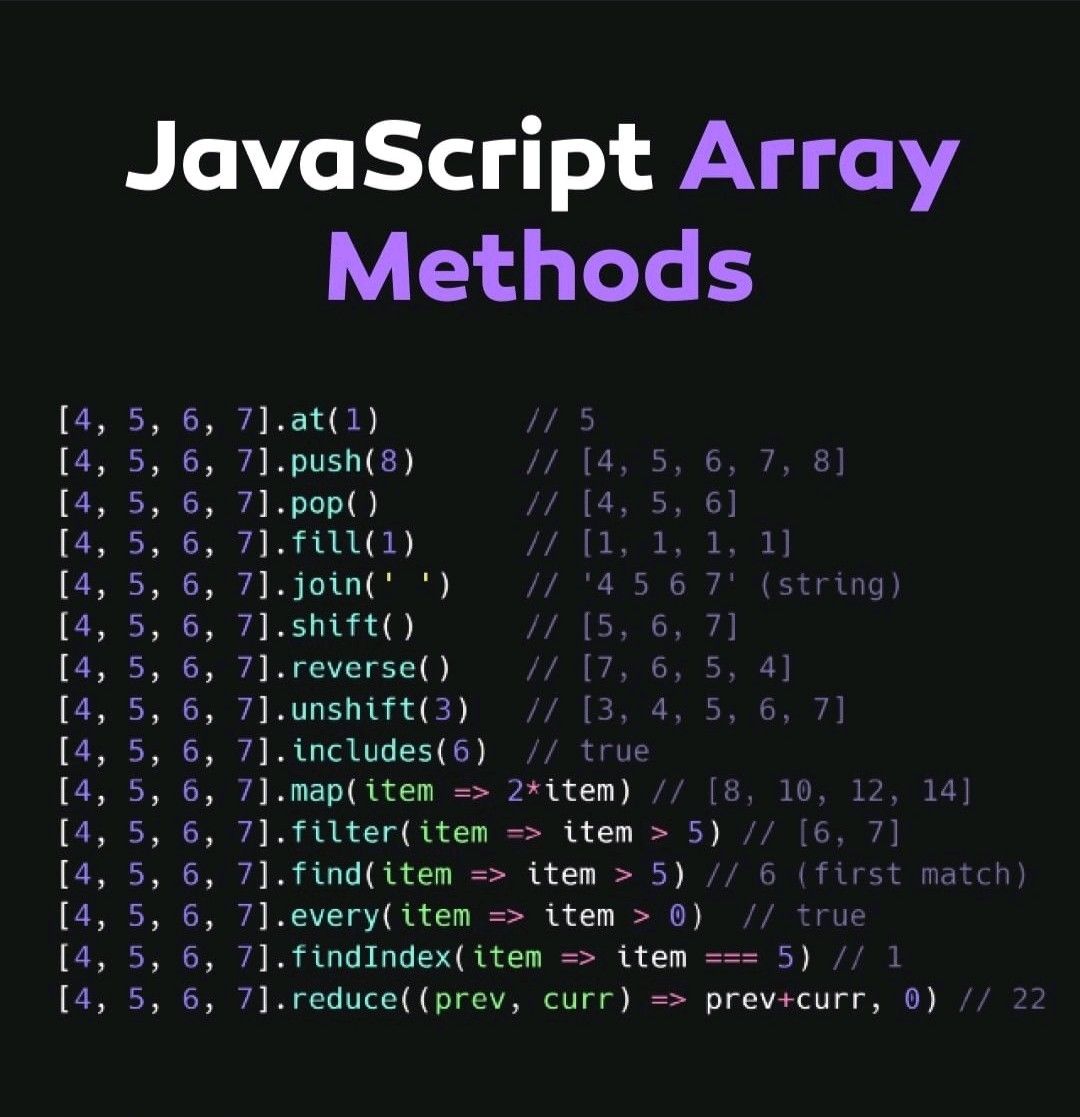 JavaScript Array
Methods
[4, 5, 6, 7].at(1)        // 5
[4, 5, 6, 7].push(8)      // [4, 5, 6, 7, 8]
[4, 5, 6, 7].pop()        // [4, 5, 6]
[4, 5, 6, 7].fill(1)      // [1, 1, 1, 1]
[4, 5, 6, 7].join(' ')    // '4 5 6 7' (string)
[4, 5, 6, 7].shift()      // [5, 6, 7]
[4, 5, 6, 7].reverse()    // [7, 6, 5, 4]
[4, 5, 6, 7].unshift(3)   // [3, 4, 5, 6, 7]
[4, 5, 6, 7].includes(6)  // true
[4, 5, 6, 7].map(item => 2*item) // [8, 10, 12, 14]
[4, 5, 6, 7].filter(item => item > 5) // [6, 7]
[4, 5, 6, 7].find(item => item > 5) // 6 (first match)
[4, 5, 6, 7].every(item => item > 0)  // true
[4, 5, 6, 7].findIndex(item => item === 5) // 1
[4, 5, 6, 7].reduce((prev, curr) => prev+curr, 0) // 22